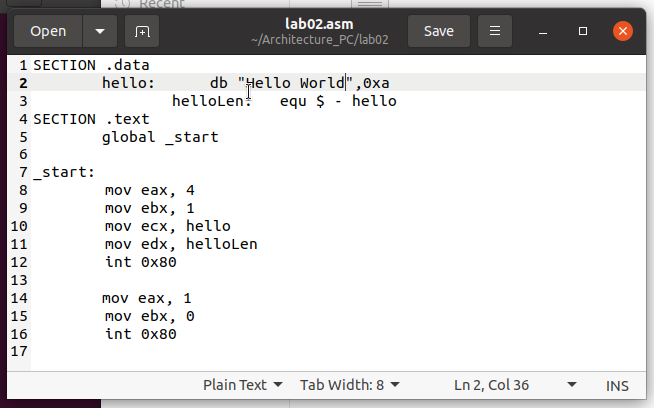 Recent
Open lab02.asm Save
~/Architecture_PC/lab02
1 SECTION .data
2 hello: db "Hello World",0xa
3 helloLen: equ $ - hello
4 SECTION .text
5 global _start
6
7 _start:
8 mov eax, 4
9 mov ebx, 1
10 mov ecx, hello
11 mov edx, helloLen
12 int 0x80
13
14 mov eax, 1
15 mov ebx, 0
16 int 0x80
17
Plain Text Tab Width: 8 Ln 2, Col 36 INS